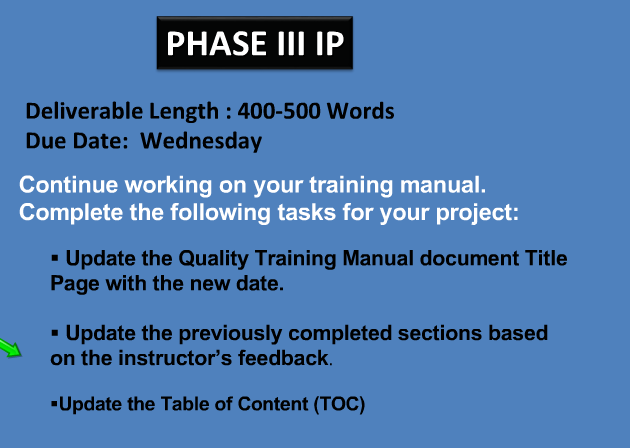 PHASE III IP
Deliverable Length : 400-500 Words
Due Date:  Wednesday
Continue working on your training manual.
Complete the following tasks for your project:
▪ Update the Quality Training Manual document Title
Page with the new date.
▪ Update the previously completed sections based
on the instructor’s feedback.
▪Update the Table of Content (TOC)